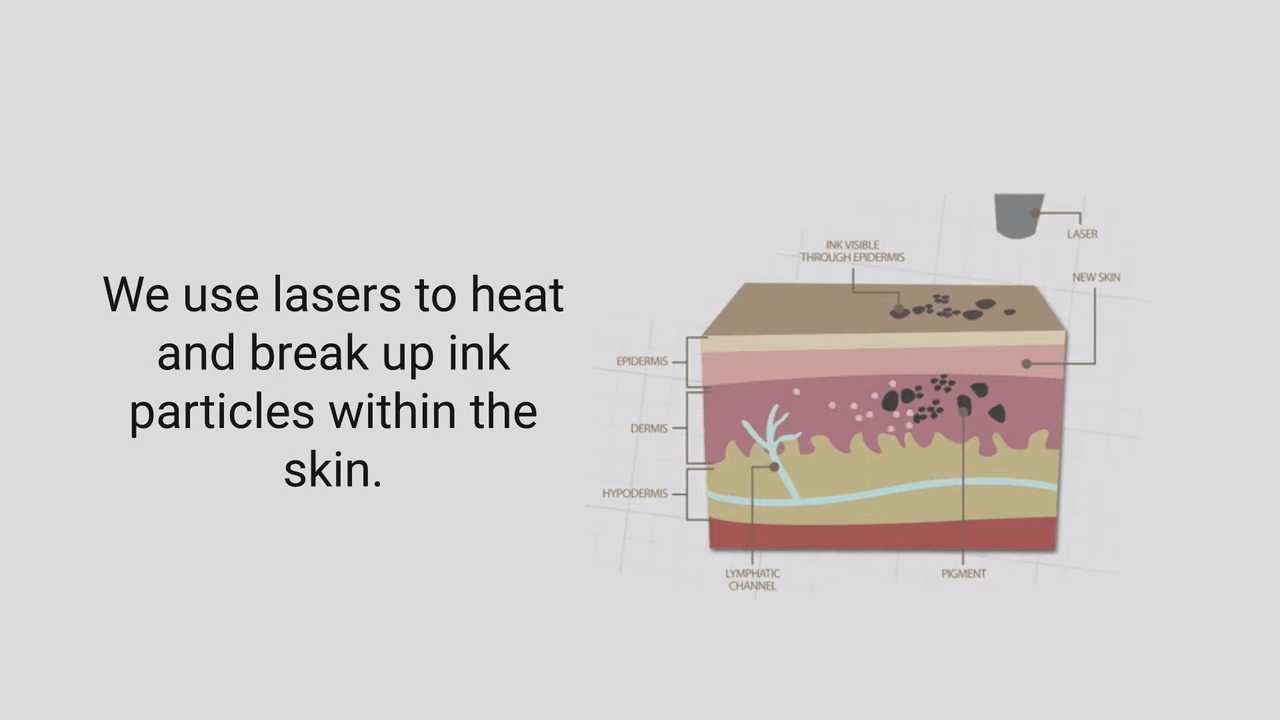 We use lasers to heat
and break up ink
particles within the
skin.
LASER
INK VISIBLE
THROUGH EPIDERMIS
NEW SKIN
EPIDERMIS
DERMIS
HYPODERMIS
LYMPHATIC
CHANNEL
PIGMENT